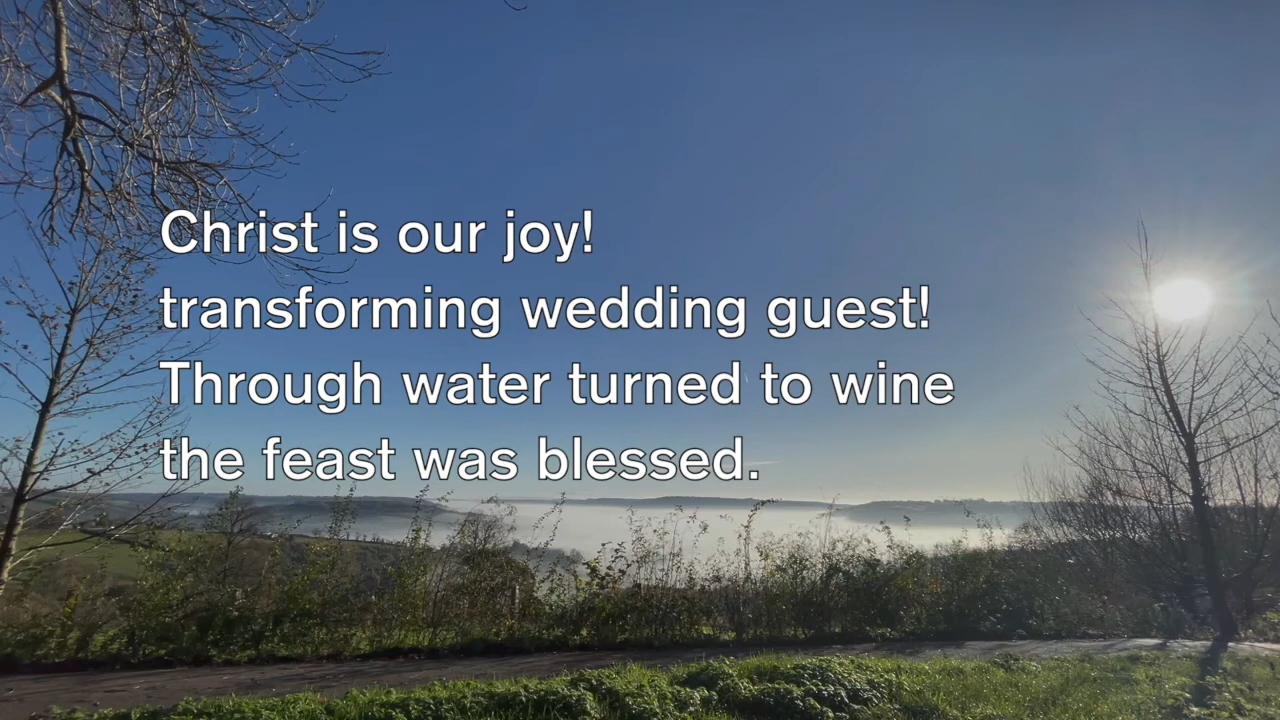 Christ is our joy!
transforming wedding guest!
Through water turned to wine
the feast was blessed.